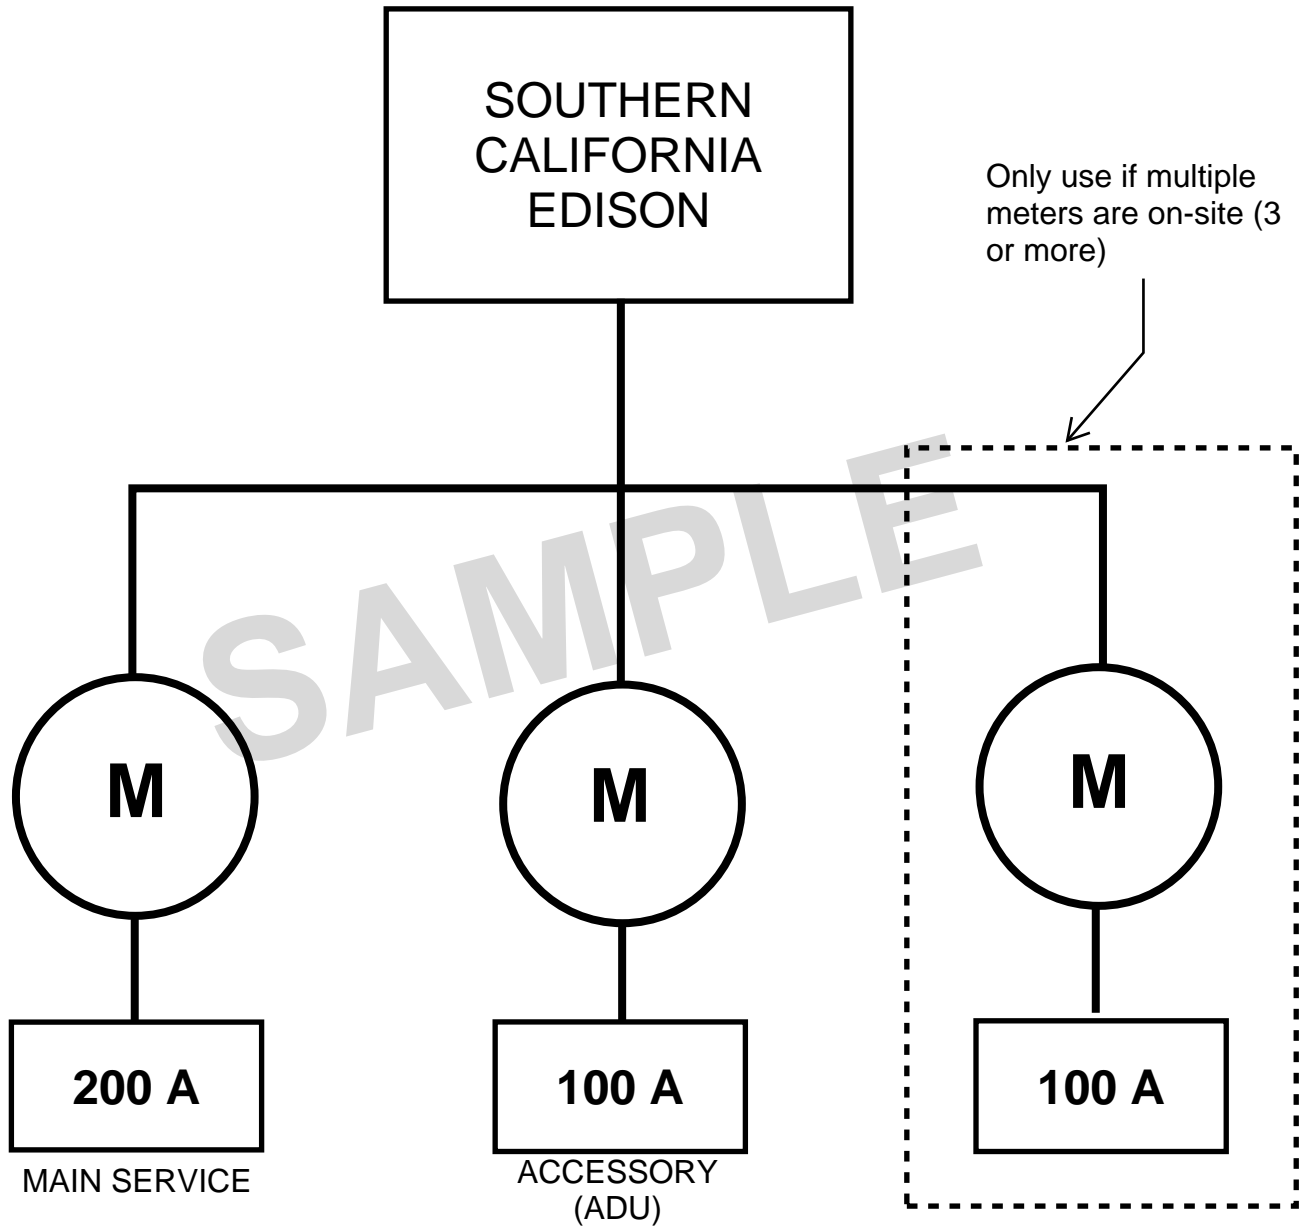 SOUTHERN
CALIFORNIA
EDISON
Only use if multiple
meters are on-site (3
or more)
SAMPLE
M
M
M
200 A
100 A
100 A
MAIN SERVICE
ACCESSORY
(ADU)